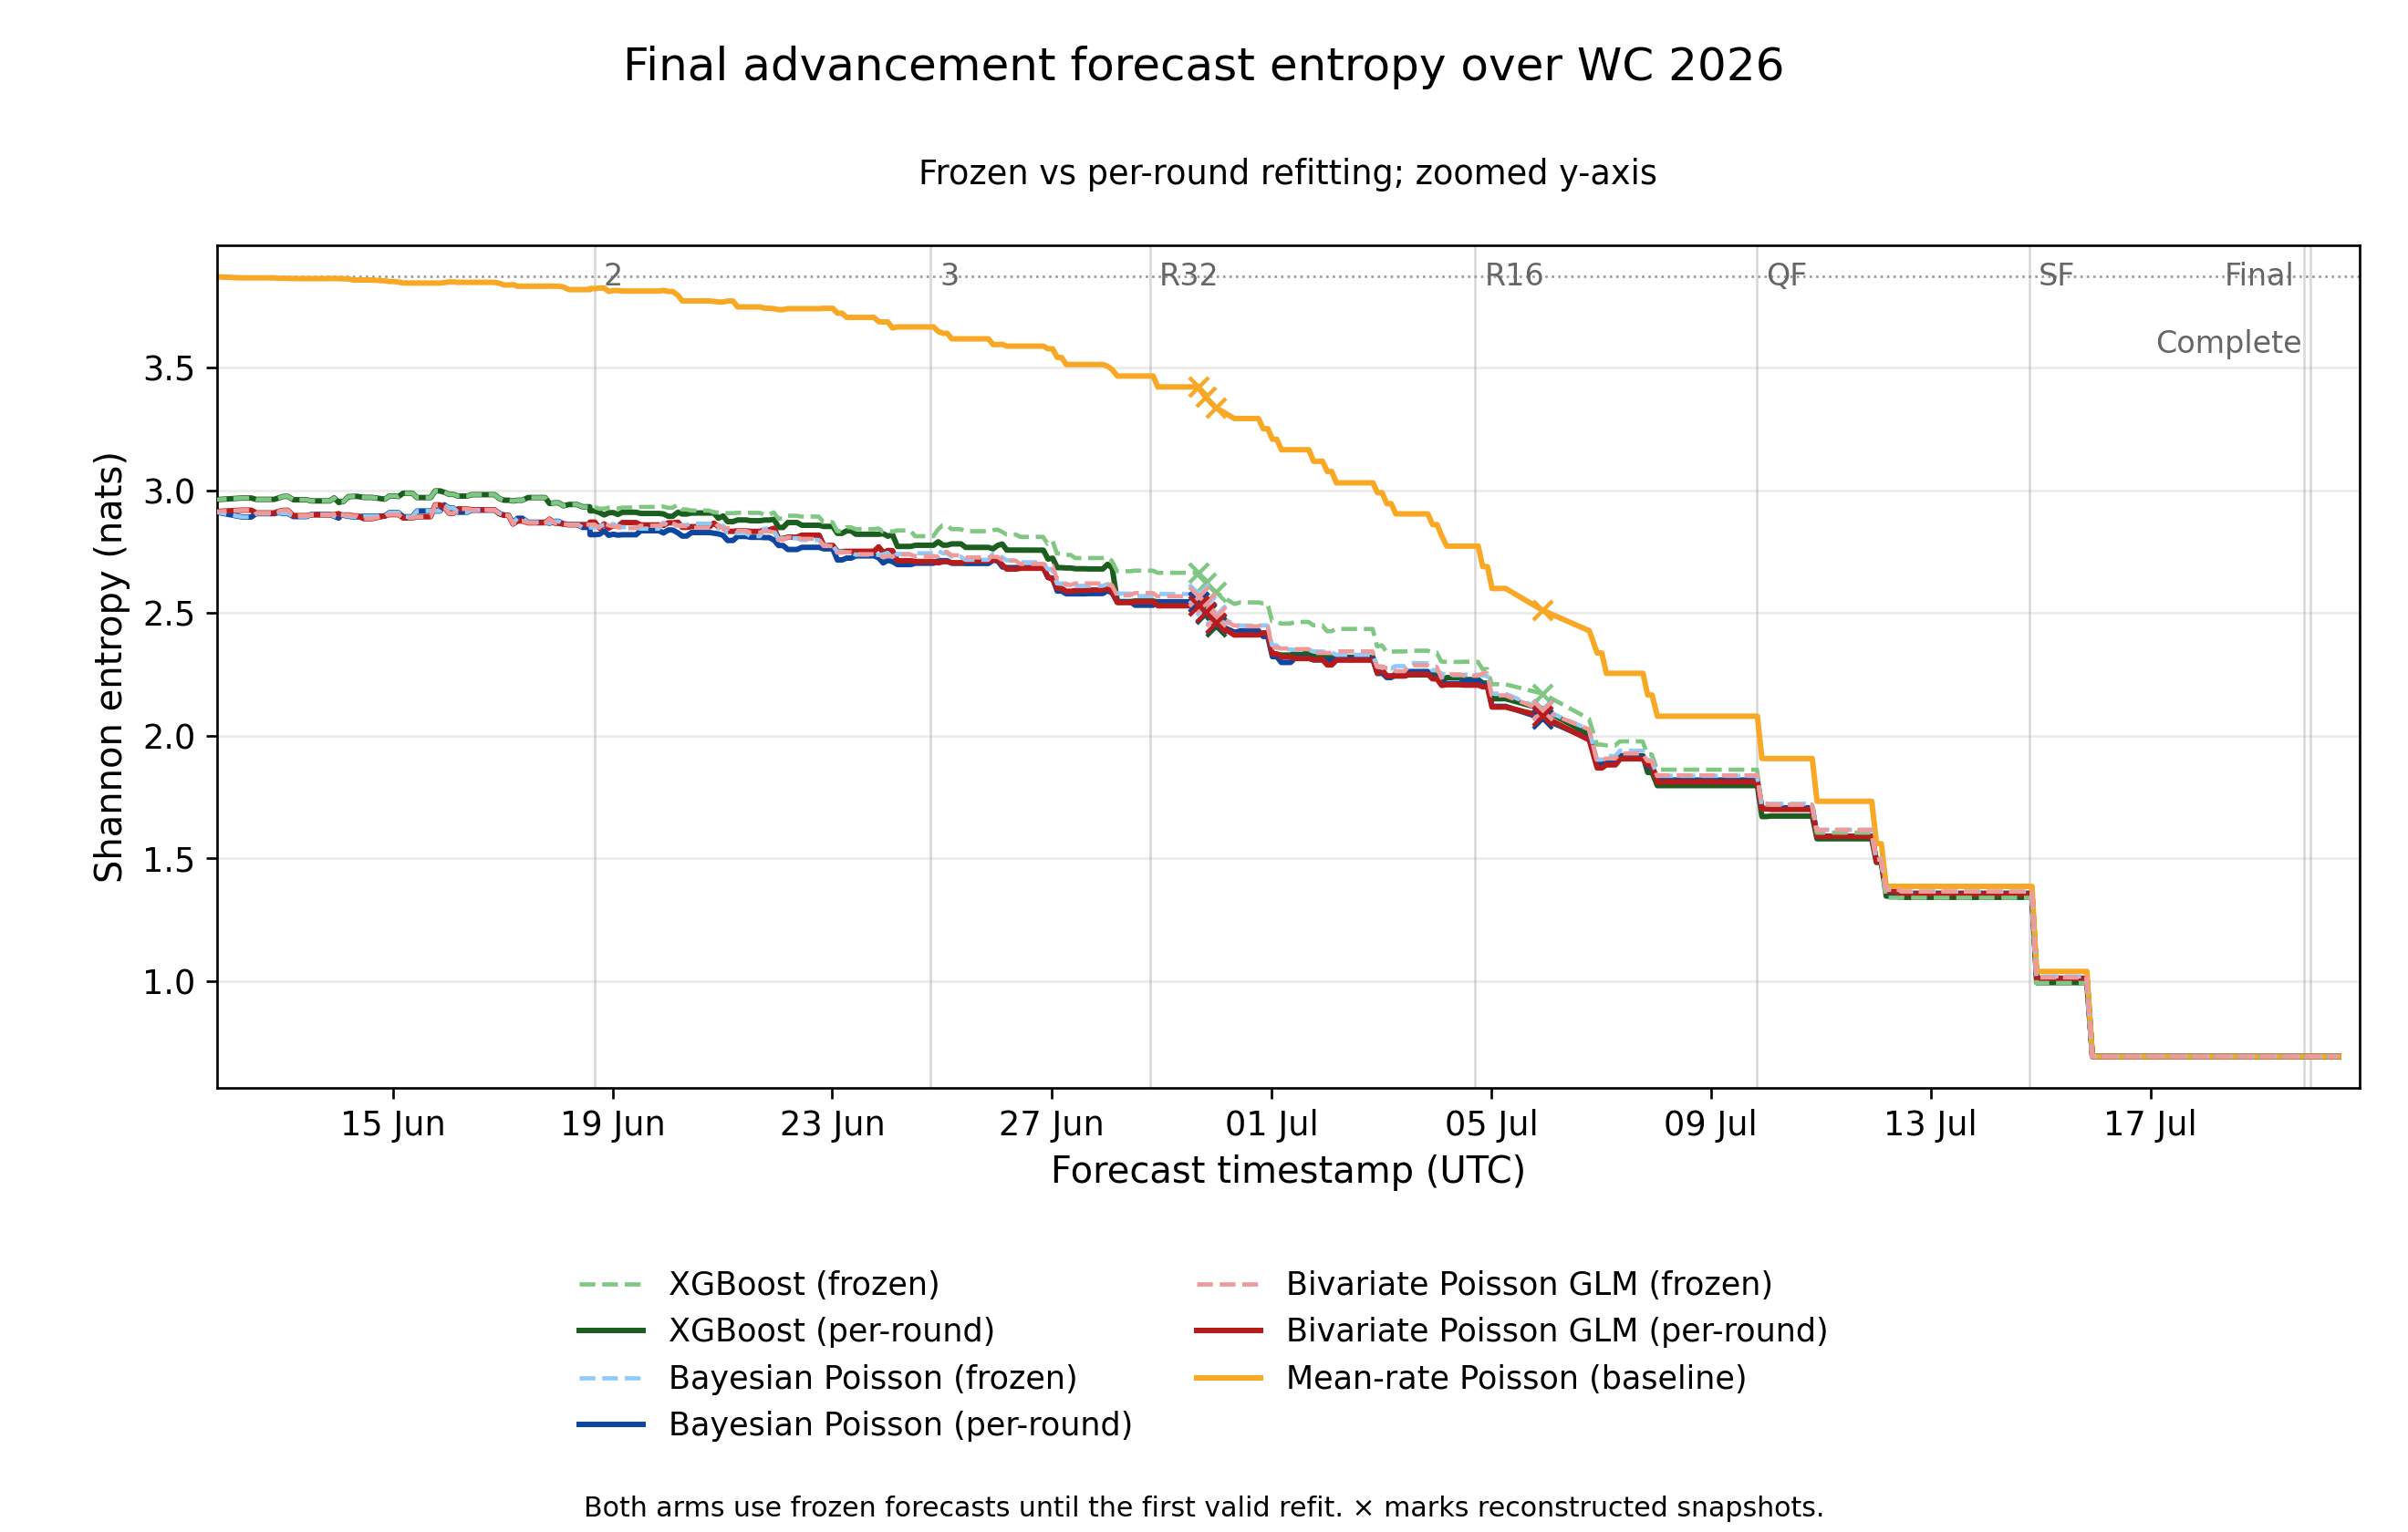 Final advancement forecast entropy over WC 2026
Frozen vs per-round refitting; zoomed y-axis
2
3
R32
R16
QF
SF
Final
Complete
Shannon entropy (nats)
3.5
3.0
2.5
2.0
1.5
1.0
15 Jun
19 Jun
23 Jun
27 Jun
01 Jul
05 Jul
09 Jul
13 Jul
17 Jul
Forecast timestamp (UTC)
XGBoost (frozen)
XGBoost (per-round)
Bayesian Poisson (frozen)
Bayesian Poisson (per-round)
Bivariate Poisson GLM (frozen)
Bivariate Poisson GLM (per-round)
Mean-rate Poisson (baseline)
Both arms use frozen forecasts until the first valid refit. × marks reconstructed snapshots.